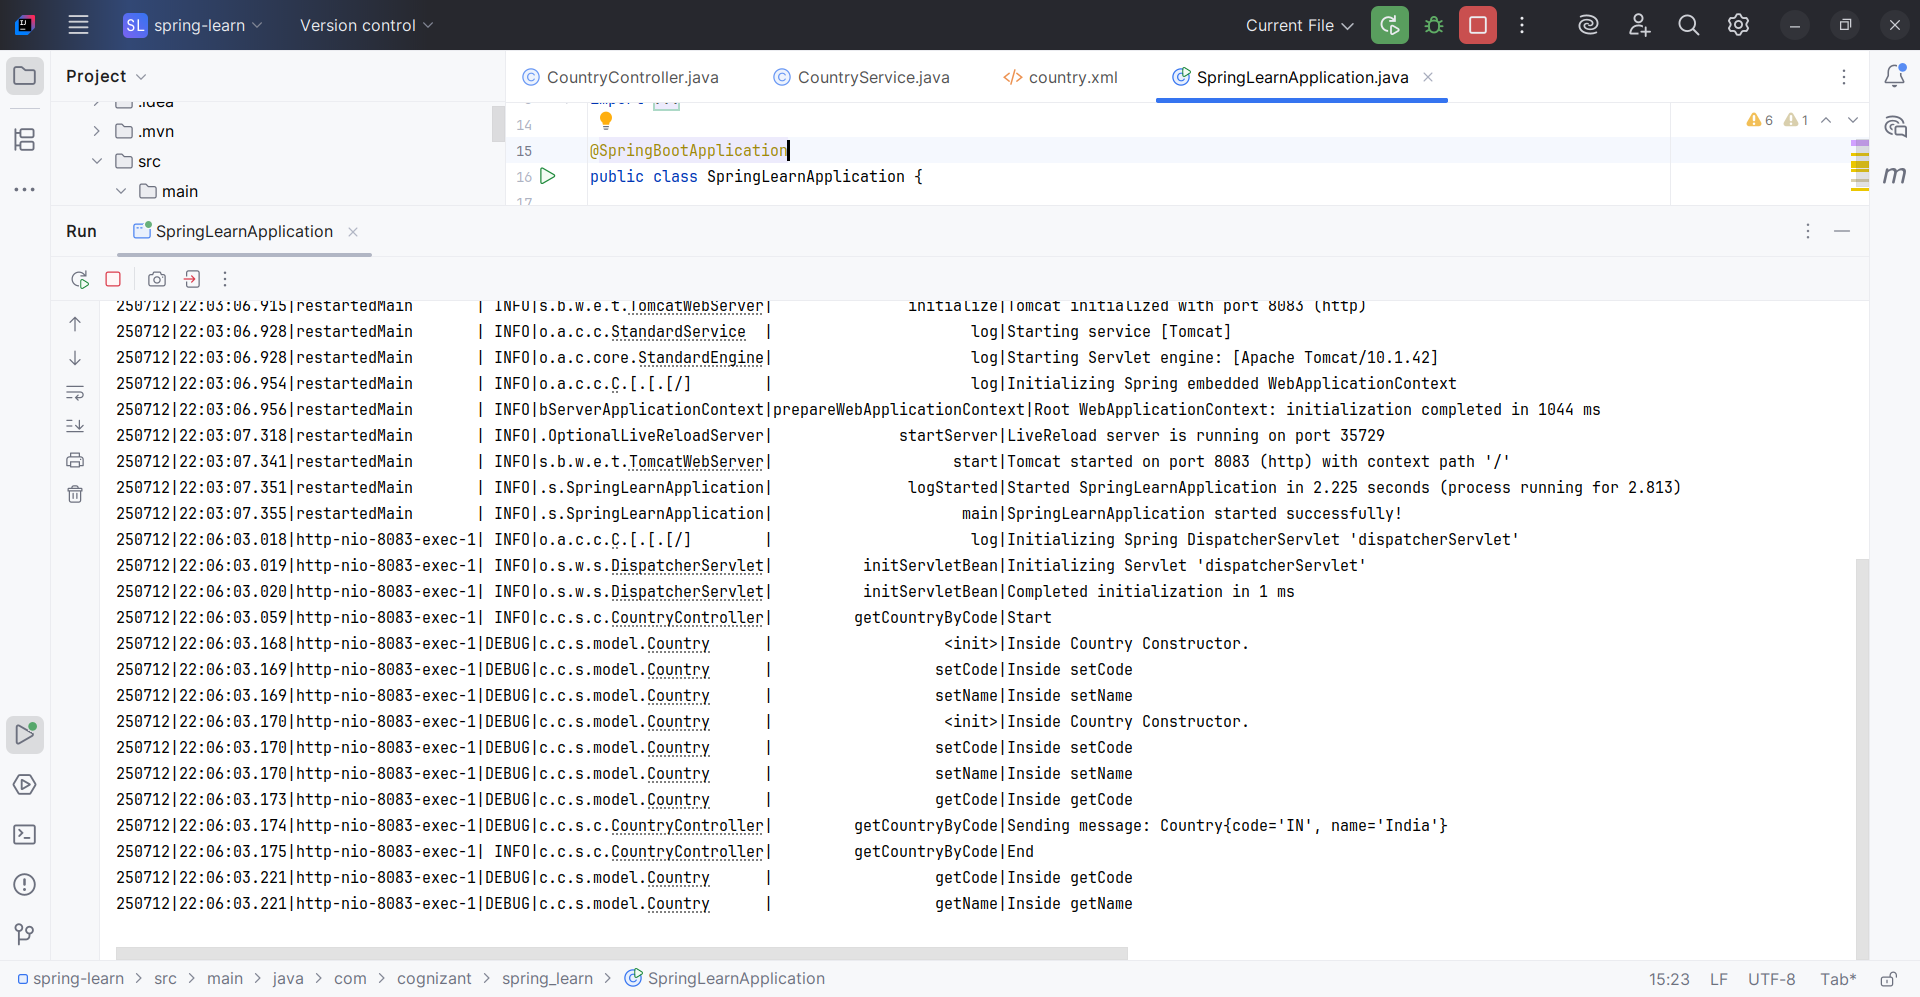 SL spring-learn Version control Current File
Project CountryController.java CountryService.java country.xml SpringLearnApplication.java
.idea
14
.mvn 6 1
15 @SpringBootApplication
src
16 public class SpringLearnApplication {
main
17
Run SpringLearnApplication
250712|22:03:06.915|restartedMain       | INFO|s.b.w.e.t.TomcatWebServer|               initialize|Tomcat initialized with port 8083 (http)
250712|22:03:06.928|restartedMain       | INFO|o.a.c.c.StandardService  |                      log|Starting service [Tomcat]
250712|22:03:06.928|restartedMain       | INFO|o.a.c.core.StandardEngine|                      log|Starting Servlet engine: [Apache Tomcat/10.1.42]
250712|22:03:06.954|restartedMain       | INFO|o.a.c.c.C.[.[.[/]        |                      log|Initializing Spring embedded WebApplicationContext
250712|22:03:06.956|restartedMain       | INFO|bServerApplicationContext|prepareWebApplicationContext|Root WebApplicationContext: initialization completed in 1044 ms
250712|22:03:07.318|restartedMain       | INFO|.OptionalLiveReloadServer|              startServer|LiveReload server is running on port 35729
250712|22:03:07.341|restartedMain       | INFO|s.b.w.e.t.TomcatWebServer|                    start|Tomcat started on port 8083 (http) with context path '/'
250712|22:03:07.351|restartedMain       | INFO|.s.SpringLearnApplication|               logStarted|Started SpringLearnApplication in 2.225 seconds (process running for 2.813)
250712|22:03:07.355|restartedMain       | INFO|.s.SpringLearnApplication|                     main|SpringLearnApplication started successfully!
250712|22:06:03.018|http-nio-8083-exec-1| INFO|o.a.c.c.C.[.[.[/]        |                      log|Initializing Spring DispatcherServlet 'dispatcherServlet'
250712|22:06:03.019|http-nio-8083-exec-1| INFO|o.s.w.s.DispatcherServlet|          initServletBean|Initializing Servlet 'dispatcherServlet'
250712|22:06:03.020|http-nio-8083-exec-1| INFO|o.s.w.s.DispatcherServlet|          initServletBean|Completed initialization in 1 ms
250712|22:06:03.059|http-nio-8083-exec-1| INFO|c.c.s.c.CountryController|         getCountryByCode|Start
250712|22:06:03.168|http-nio-8083-exec-1|DEBUG|c.c.s.model.Country      |                   <init>|Inside Country Constructor.
250712|22:06:03.169|http-nio-8083-exec-1|DEBUG|c.c.s.model.Country      |                  setCode|Inside setCode
250712|22:06:03.169|http-nio-8083-exec-1|DEBUG|c.c.s.model.Country      |                  setName|Inside setName
250712|22:06:03.170|http-nio-8083-exec-1|DEBUG|c.c.s.model.Country      |                   <init>|Inside Country Constructor.
250712|22:06:03.170|http-nio-8083-exec-1|DEBUG|c.c.s.model.Country      |                  setCode|Inside setCode
250712|22:06:03.170|http-nio-8083-exec-1|DEBUG|c.c.s.model.Country      |                  setName|Inside setName
250712|22:06:03.173|http-nio-8083-exec-1|DEBUG|c.c.s.model.Country      |                  getCode|Inside getCode
250712|22:06:03.174|http-nio-8083-exec-1|DEBUG|c.c.s.c.CountryController|         getCountryByCode|Sending message: Country{code='IN', name='India'}
250712|22:06:03.175|http-nio-8083-exec-1| INFO|c.c.s.c.CountryController|         getCountryByCode|End
250712|22:06:03.221|http-nio-8083-exec-1|DEBUG|c.c.s.model.Country      |                  getCode|Inside getCode
250712|22:06:03.221|http-nio-8083-exec-1|DEBUG|c.c.s.model.Country      |                  getName|Inside getName
spring-learn > src > main > java > com > cognizant > spring_learn > SpringLearnApplication 15:23 LF UTF-8 Tab*